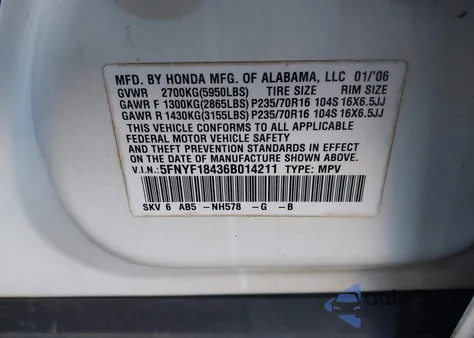 MFD. BY HONDA MFG. OF ALABAMA, LLC 01/'06
GVWR 2700KG(5950LBS) TIRE SIZE RIM SIZE
GAWR F 1300KG(2865LBS) P235/70R16 104S 16X6.5JJ
GAWR R 1430KG(3155LBS) P235/70R16 104S 16X6.5JJ
THIS VEHICLE CONFORMS TO ALL APPLICABLE
FEDERAL MOTOR VEHICLE SAFETY
AND THEFT PREVENTION STANDARDS IN EFFECT ON
THE DATE OF MANUFACTURE SHOWN ABOVE.
V.I.N.: 5FNYF18436B014211 TYPE: MPV
SKV 6 AB5 -NH578 -G -B